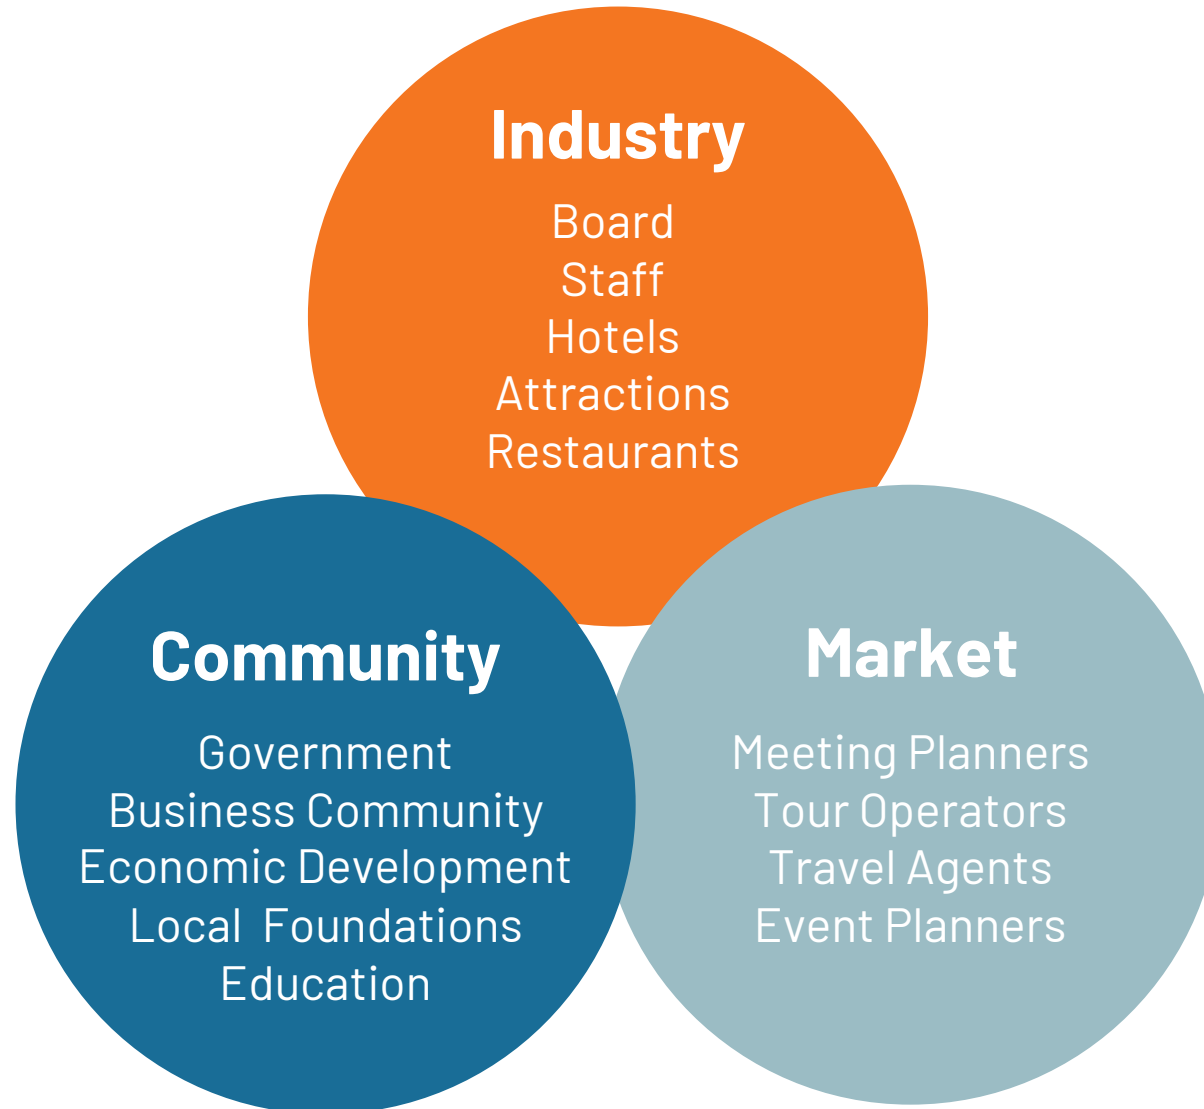 Industry
Board
Staff
Hotels
Attractions
Restaurants
Community
Government
Business Community
Economic Development
Local  Foundations
Education
Market
Meeting Planners
Tour Operators
Travel Agents
Event Planners